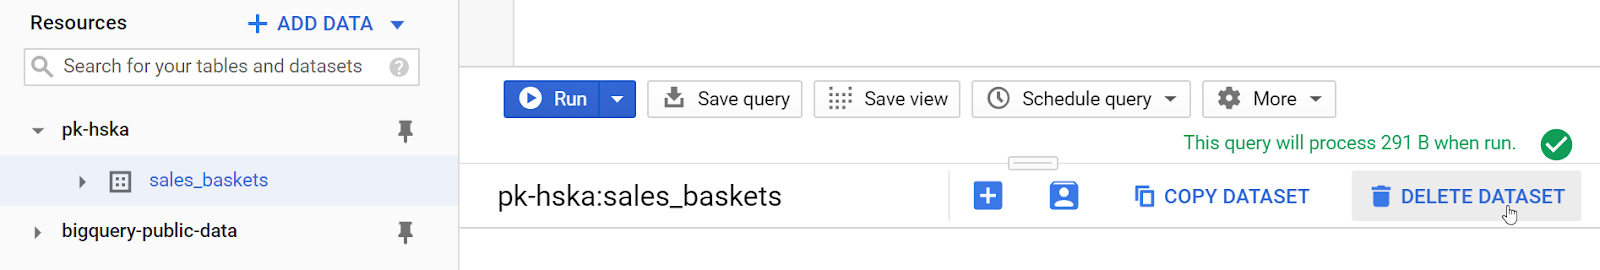 Resources
ADD DATA
Search for your tables and datasets
?
pk-hska
sales_baskets
bigquery-public-data
Run
Save query
Save view
Schedule query
More
This query will process 291 B when run.
pk-hska:sales_baskets
COPY DATASET
DELETE DATASET